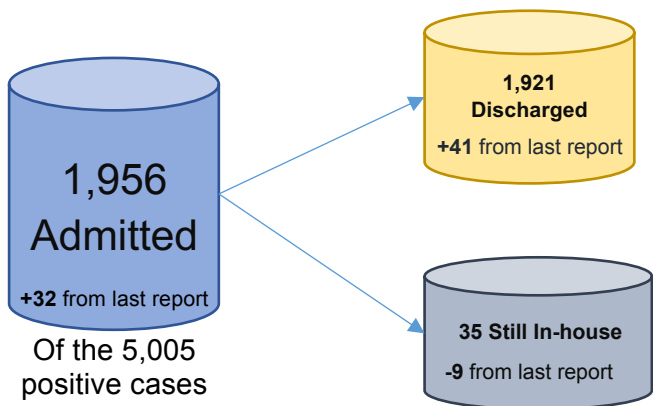 1,956
Admitted
+32 from last report
Of the 5,005
positive cases
1,921
Discharged
+41 from last report
35 Still In-house
-9 from last report